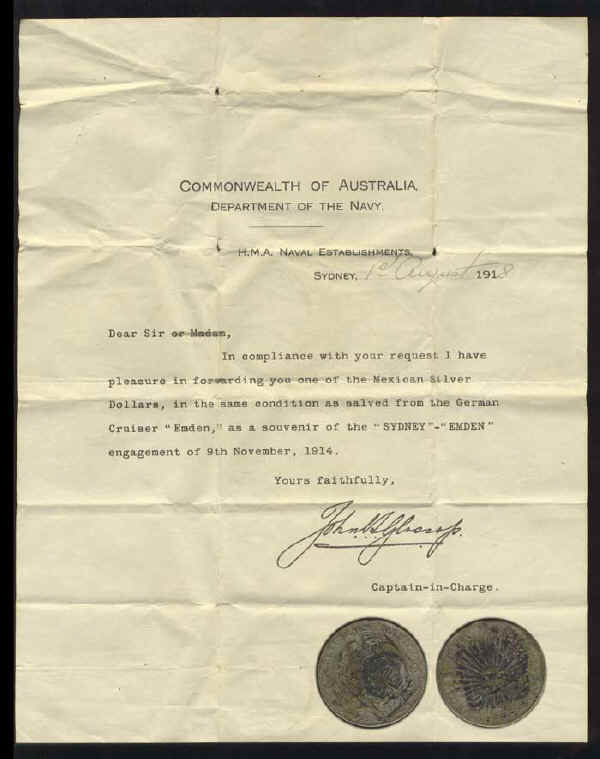 COMMONWEALTH OF AUSTRALIA.
DEPARTMENT OF THE NAVY.
H.M.A. NAVAL ESTABLISHMENTS,
SYDNEY, 1st August 1918
Dear Sir or Madam,
In compliance with your request I have
pleasure in forwarding you one of the Mexican Silver
Dollars, in the same condition as salved from the German
Cruiser "Emden," as a souvenir of the "SYDNEY"-"EMDEN"
engagement of 9th November, 1914.
Yours faithfully,
John C T Glossop.
Captain-in-Charge.